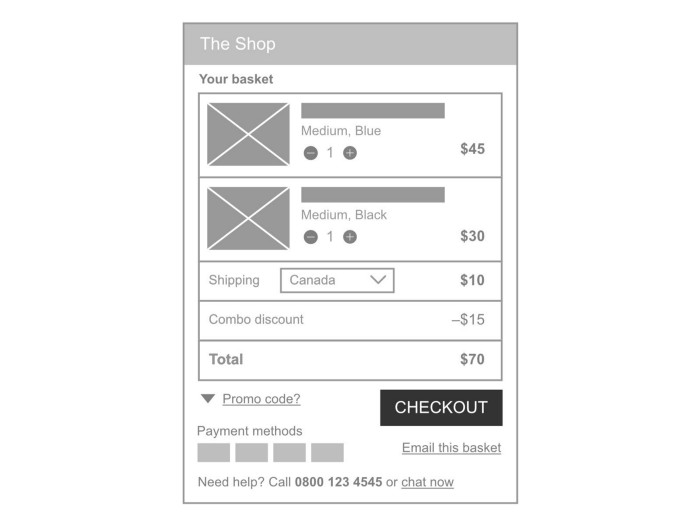 The Shop
Your basket
Medium, Blue
1
$45
Medium, Black
1
$30
Shipping Canada $10
Combo discount –$15
Total $70
Promo code?
CHECKOUT
Payment methods
Email this basket
Need help? Call 0800 123 4545 or chat now